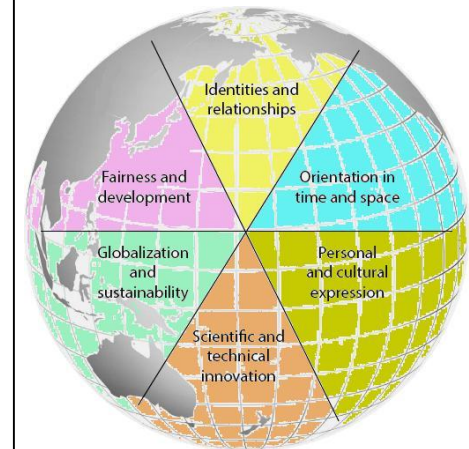 Identities and
relationships
Fairness and
development
Orientation in
time and space
Globalization
and
sustainability
Personal
and cultural
expression
Scientific and
technical
innovation